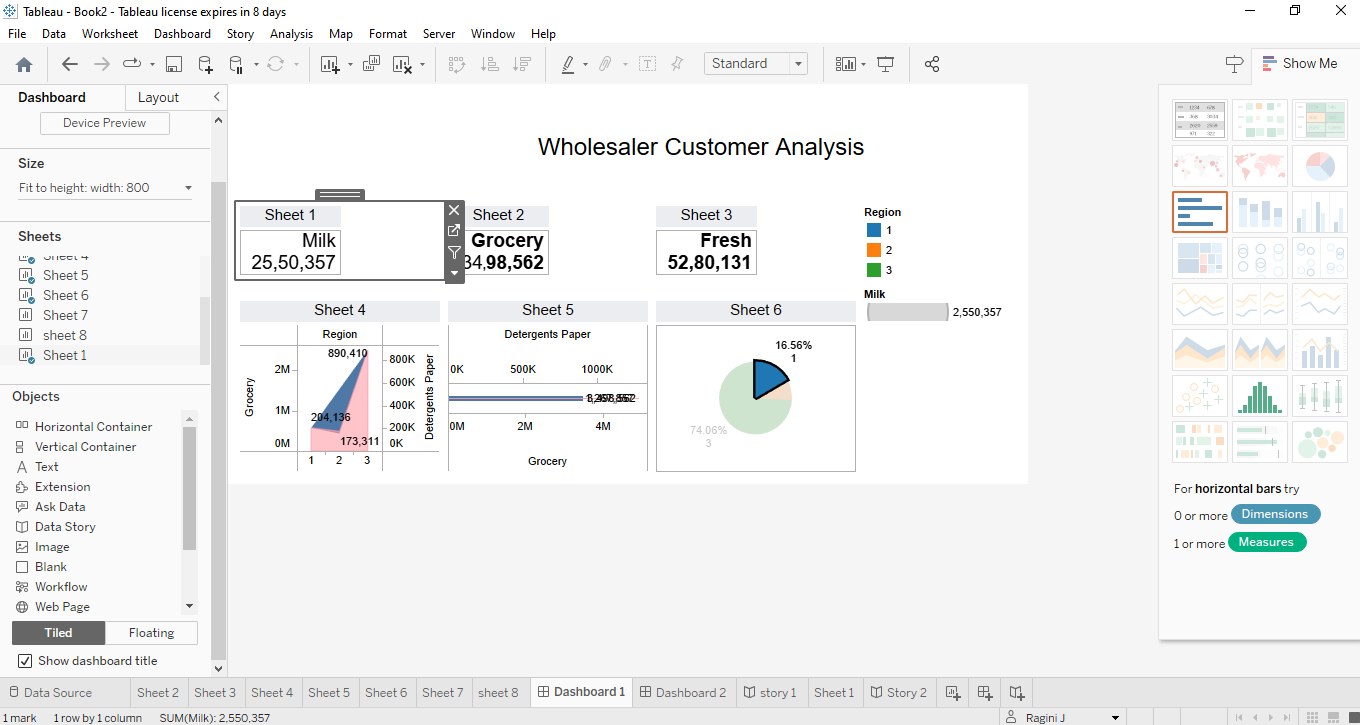 Tableau - Book2 - Tableau license expires in 8 days
File Data Worksheet Dashboard Story Analysis Map Format Server Window Help
Standard
Show Me
Dashboard Layout
Device Preview
Size
Fit to height: width: 800
Sheets
Sheet 4
Sheet 5
Sheet 6
Sheet 7
sheet 8
Sheet 1
Objects
Horizontal Container
Vertical Container
Text
Extension
Ask Data
Data Story
Image
Blank
Workflow
Web Page
Tiled Floating
Show dashboard title
Wholesaler Customer Analysis
Sheet 1
Milk
25,50,357
Sheet 2
Grocery
34,98,562
Sheet 3
Fresh
52,80,131
Region
1
2
3
Milk
2,550,357
Sheet 4
Region
890,410
2M
1M
0M
Grocery
204,136
173,311
800K
600K
400K
200K
0K
Detergents Paper
1 2 3
Sheet 5
Detergents Paper
0K 500K 1000K
0M 2M 4M
Grocery
Sheet 6
16.56%
1
74.06%
3
For horizontal bars try
0 or more Dimensions
1 or more Measures
Data Source Sheet 2 Sheet 3 Sheet 4 Sheet 5 Sheet 6 Sheet 7 sheet 8 Dashboard 1 Dashboard 2 story 1 Sheet 1 Story 2
1 mark 1 row by 1 column SUM(Milk): 2,550,357
Ragini J